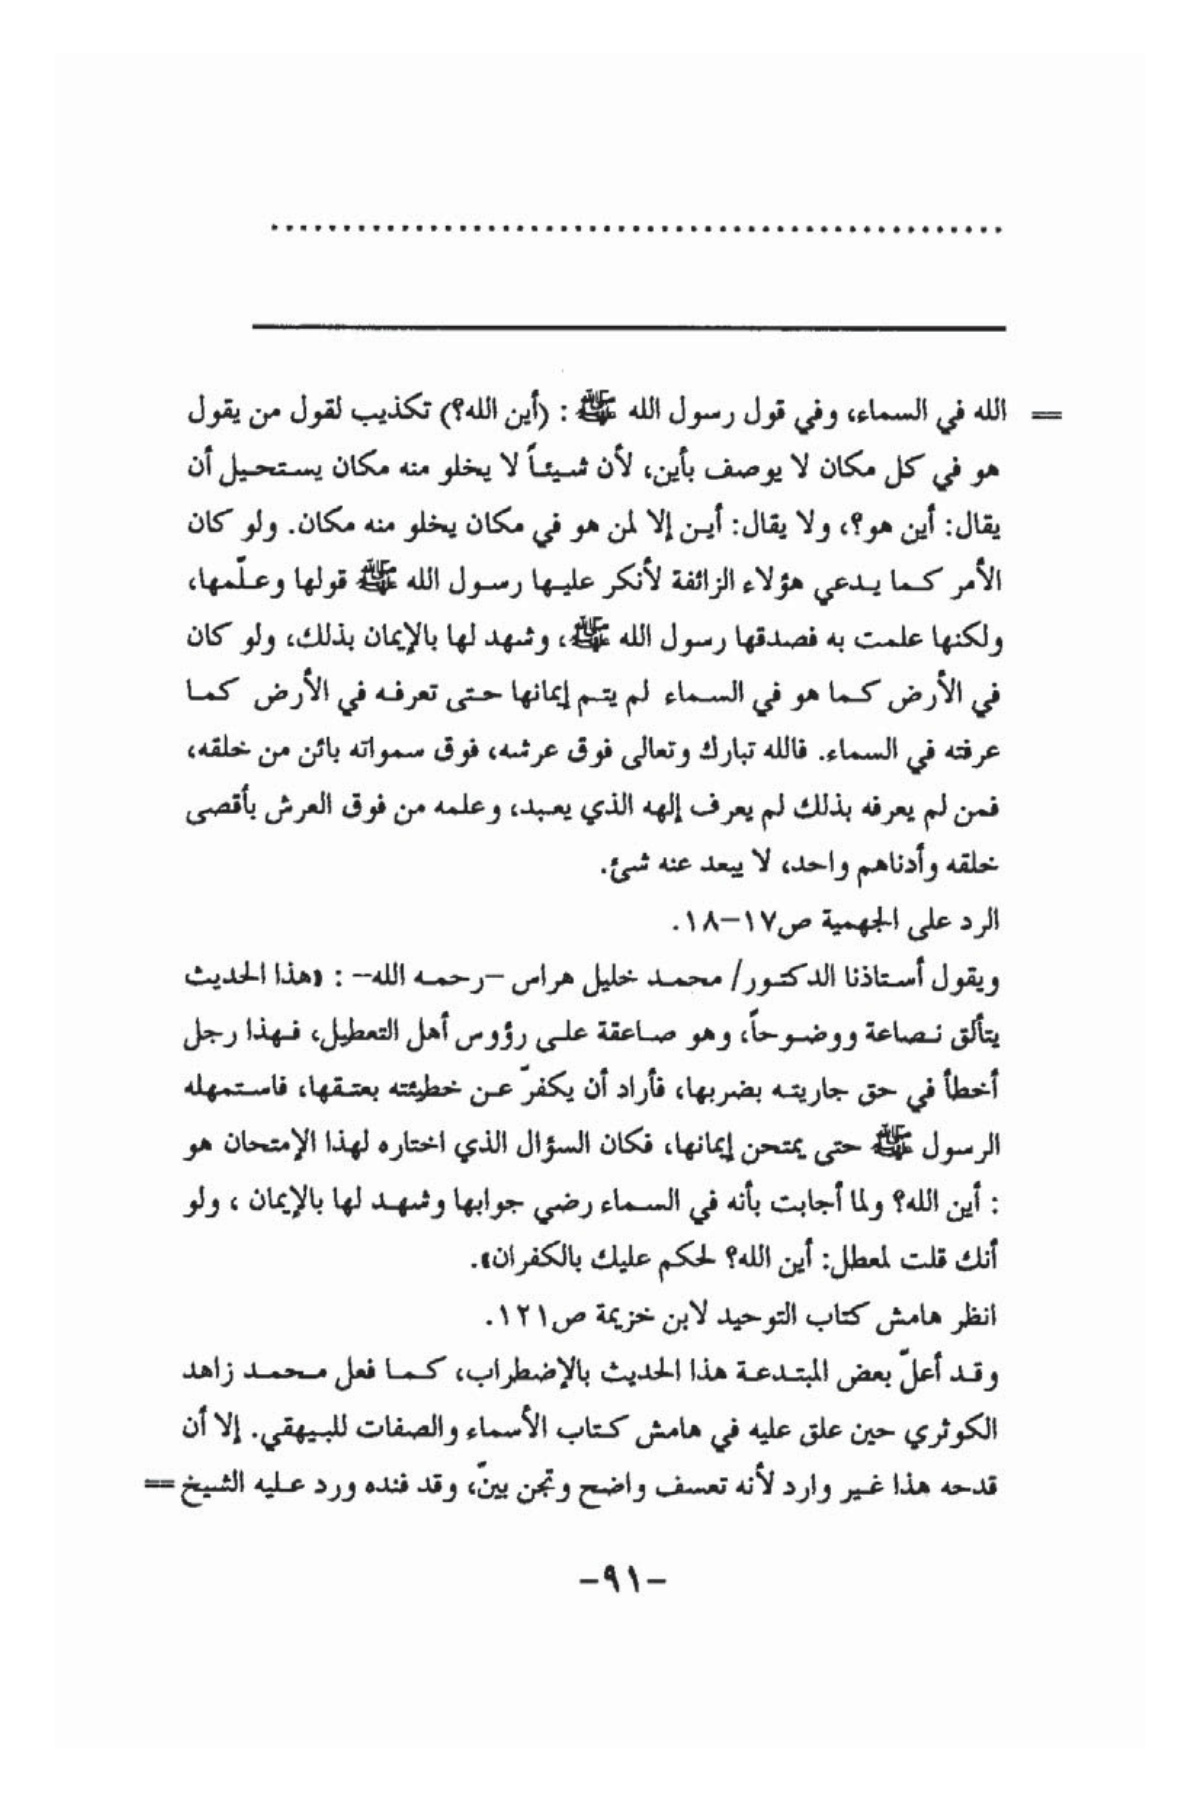 ..................................................
== الله في السماء، وفي قول رسول الله ﷺ : (أين الله؟) تكذيب لقول من يقول
هو في كل مكان لا يوصف بأين، لأن شيئاً لا يخلو منه مكان يستحيل أن
يقال: أين هو؟، ولا يقال: أين إلا لمن هو في مكان يخلو منه مكان. ولو كان
الأمر كما يدعي هؤلاء الزائفة لأنكر عليها رسول الله ﷺ قولها وعلّمها،
ولكنها علمت به فصدقها رسول الله ﷺ، وشهد لها بالإيمان بذلك، ولو كان
في الأرض كما هو في السماء لم يتم إيمانها حتى تعرفه في الأرض كما
عرفته في السماء. فالله تبارك وتعالى فوق عرشه، فوق سمواته بائن من خلقه،
فمن لم يعرفه بذلك لم يعرف إلهه الذي يعبد، وعلمه من فوق العرش بأقصى
خلقه وأدناهم واحد، لا يبعد عنه شئ.
الرد على الجهمية ص١٧–١٨.
ويقول أستاذنا الدكتور/ محمد خليل هراس –رحمه الله– : «هذا الحديث
يتألق نصاعة ووضوحاً، وهو صاعقة على رؤوس أهل التعطيل، فهذا رجل
أخطأ في حق جاريته بضربها، فأراد أن يكفرّ عن خطيئته بعتقها، فاستمهله
الرسول ﷺ حتى يمتحن إيمانها، فكان السؤال الذي اختاره لهذا الإمتحان هو
: أين الله؟ ولما أجابت بأنه في السماء رضي جوابها وشهد لها بالإيمان ، ولو
أنك قلت لمعطل: أين الله؟ لحكم عليك بالكفران».
انظر هامش كتاب التوحيد لابن خزيمة ص١٢١.
وقد أعلّ بعض المبتدعة هذا الحديث بالإضطراب، كما فعل محمد زاهد
الكوثري حين علق عليه في هامش كتاب الأسماء والصفات للبيهقي. إلا أن
قدحه هذا غير وارد لأنه تعسف واضح وتجن بينّ، وقد فنده ورد عليه الشيخ ==
–٩١–